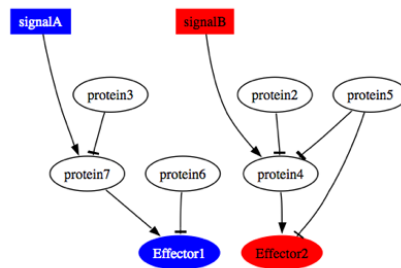 signalA
signalB
protein3
protein2
protein5
protein7
protein6
protein4
Effector1
Effector2